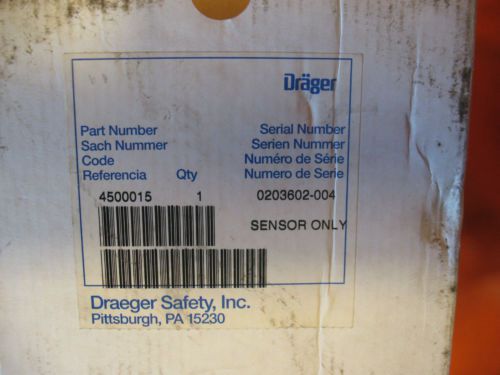 Dräger
Part Number Serial Number
Sach Nummer Serien Nummer
Code Numéro de Série
Referencia Qty Numero de Serie
4500015 1 0203602-004
SENSOR ONLY
Draeger Safety, Inc.
Pittsburgh, PA 15230